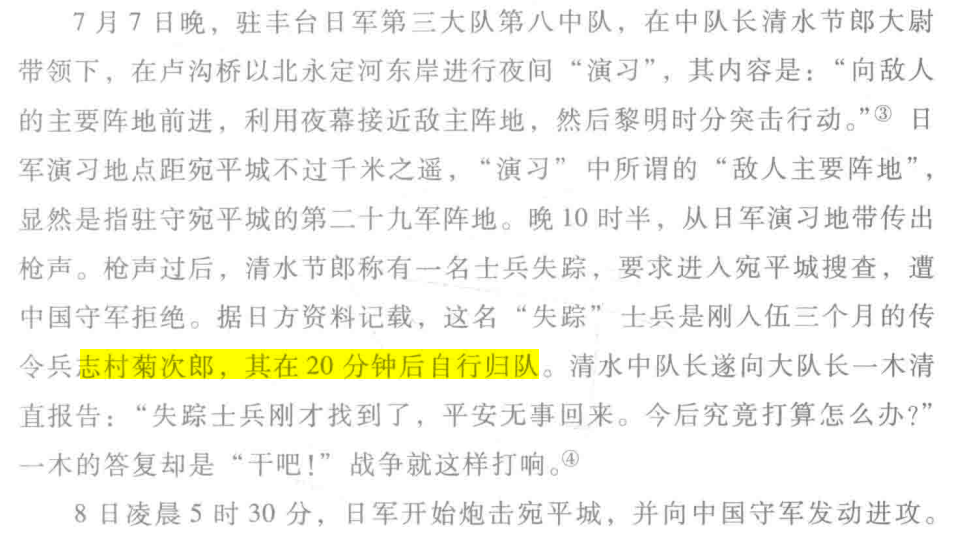 7月7日晚，驻丰台日军第三大队第八中队，在中队长清水节郎大尉
带领下，在卢沟桥以北永定河东岸进行夜间“演习”，其内容是：“向敌人
的主要阵地前进，利用夜幕接近敌主阵地，然后黎明时分突击行动。”③ 日
军演习地点距宛平城不过千米之遥，“演习”中所谓的“敌人主要阵地”，
显然是指驻守宛平城的第二十九军阵地。晚10时半，从日军演习地带传出
枪声。枪声过后，清水节郎称有一名士兵失踪，要求进入宛平城搜查，遭
中国守军拒绝。据日方资料记载，这名“失踪”士兵是刚入伍三个月的传
令兵志村菊次郎，其在20分钟后自行归队。清水中队长遂向大队长一木清
直报告：“失踪士兵刚才找到了，平安无事回来。今后究竟打算怎么办？”
一木的答复却是“干吧！”战争就这样打响。④
8日凌晨5时30分，日军开始炮击宛平城，并向中国守军发动进攻。